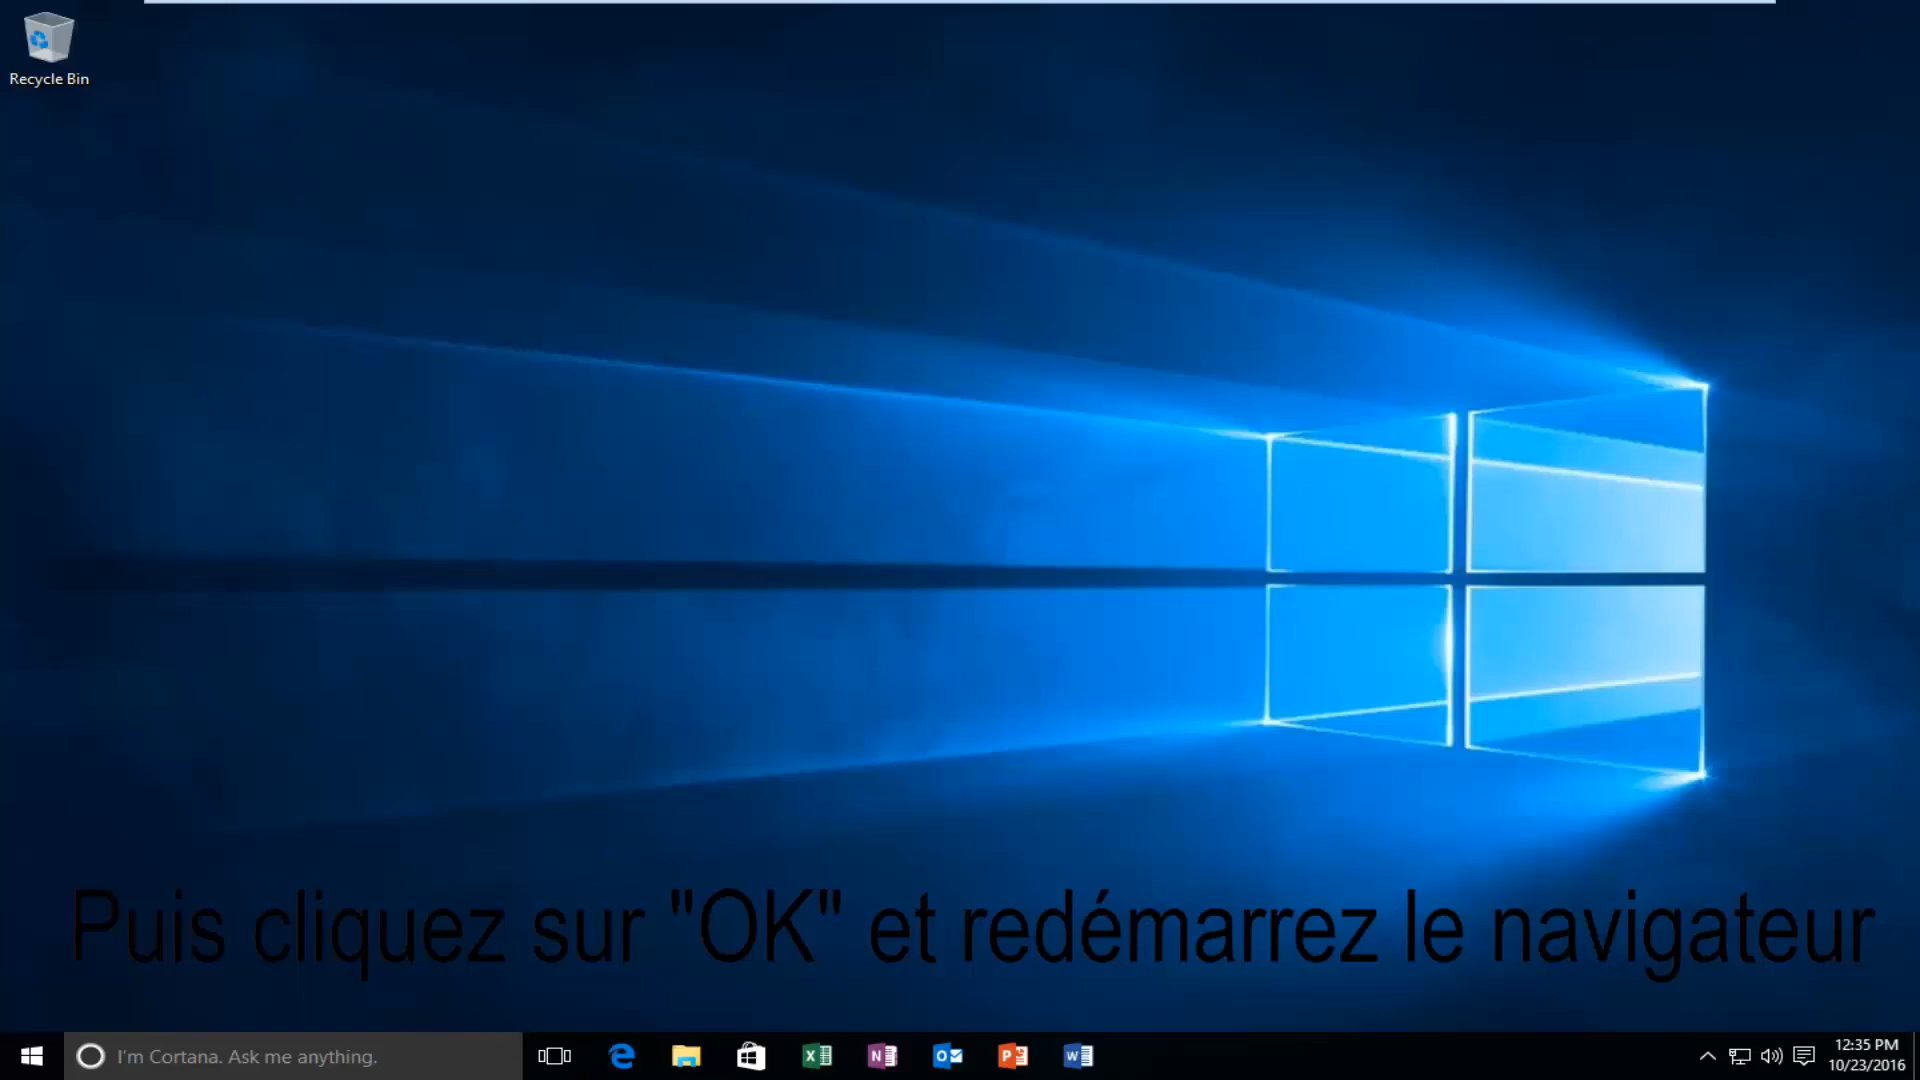 Recycle Bin
Puis cliquez sur "OK" et redémarrez le navigateur
I'm Cortana. Ask me anything.
12:35 PM
10/23/2016